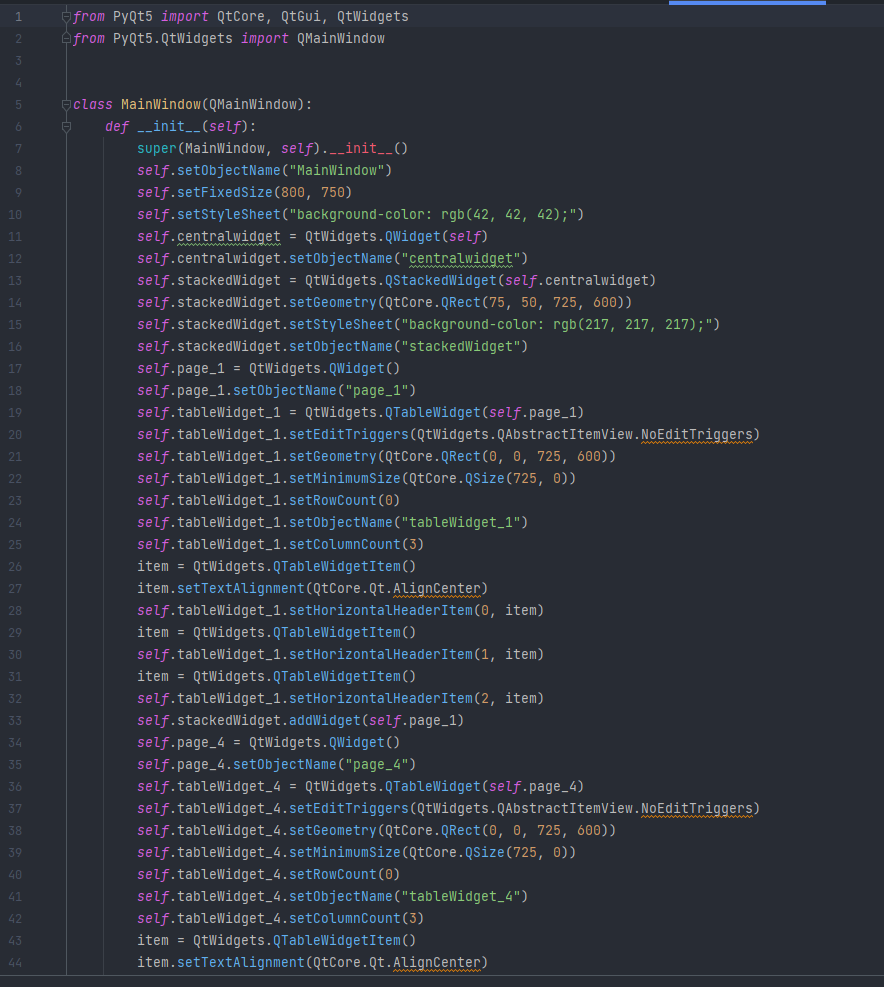 1 from PyQt5 import QtCore, QtGui, QtWidgets
2 from PyQt5.QtWidgets import QMainWindow
3
4
5 class MainWindow(QMainWindow):
6     def __init__(self):
7         super(MainWindow, self).__init__()
8         self.setObjectName("MainWindow")
9         self.setFixedSize(800, 750)
10         self.setStyleSheet("background-color: rgb(42, 42, 42);")
11         self.centralwidget = QtWidgets.QWidget(self)
12         self.centralwidget.setObjectName("centralwidget")
13         self.stackedWidget = QtWidgets.QStackedWidget(self.centralwidget)
14         self.stackedWidget.setGeometry(QtCore.QRect(75, 50, 725, 600))
15         self.stackedWidget.setStyleSheet("background-color: rgb(217, 217, 217);")
16         self.stackedWidget.setObjectName("stackedWidget")
17         self.page_1 = QtWidgets.QWidget()
18         self.page_1.setObjectName("page_1")
19         self.tableWidget_1 = QtWidgets.QTableWidget(self.page_1)
20         self.tableWidget_1.setEditTriggers(QtWidgets.QAbstractItemView.NoEditTriggers)
21         self.tableWidget_1.setGeometry(QtCore.QRect(0, 0, 725, 600))
22         self.tableWidget_1.setMinimumSize(QtCore.QSize(725, 0))
23         self.tableWidget_1.setRowCount(0)
24         self.tableWidget_1.setObjectName("tableWidget_1")
25         self.tableWidget_1.setColumnCount(3)
26         item = QtWidgets.QTableWidgetItem()
27         item.setTextAlignment(QtCore.Qt.AlignCenter)
28         self.tableWidget_1.setHorizontalHeaderItem(0, item)
29         item = QtWidgets.QTableWidgetItem()
30         self.tableWidget_1.setHorizontalHeaderItem(1, item)
31         item = QtWidgets.QTableWidgetItem()
32         self.tableWidget_1.setHorizontalHeaderItem(2, item)
33         self.stackedWidget.addWidget(self.page_1)
34         self.page_4 = QtWidgets.QWidget()
35         self.page_4.setObjectName("page_4")
36         self.tableWidget_4 = QtWidgets.QTableWidget(self.page_4)
37         self.tableWidget_4.setEditTriggers(QtWidgets.QAbstractItemView.NoEditTriggers)
38         self.tableWidget_4.setGeometry(QtCore.QRect(0, 0, 725, 600))
39         self.tableWidget_4.setMinimumSize(QtCore.QSize(725, 0))
40         self.tableWidget_4.setRowCount(0)
41         self.tableWidget_4.setObjectName("tableWidget_4")
42         self.tableWidget_4.setColumnCount(3)
43         item = QtWidgets.QTableWidgetItem()
44         item.setTextAlignment(QtCore.Qt.AlignCenter)